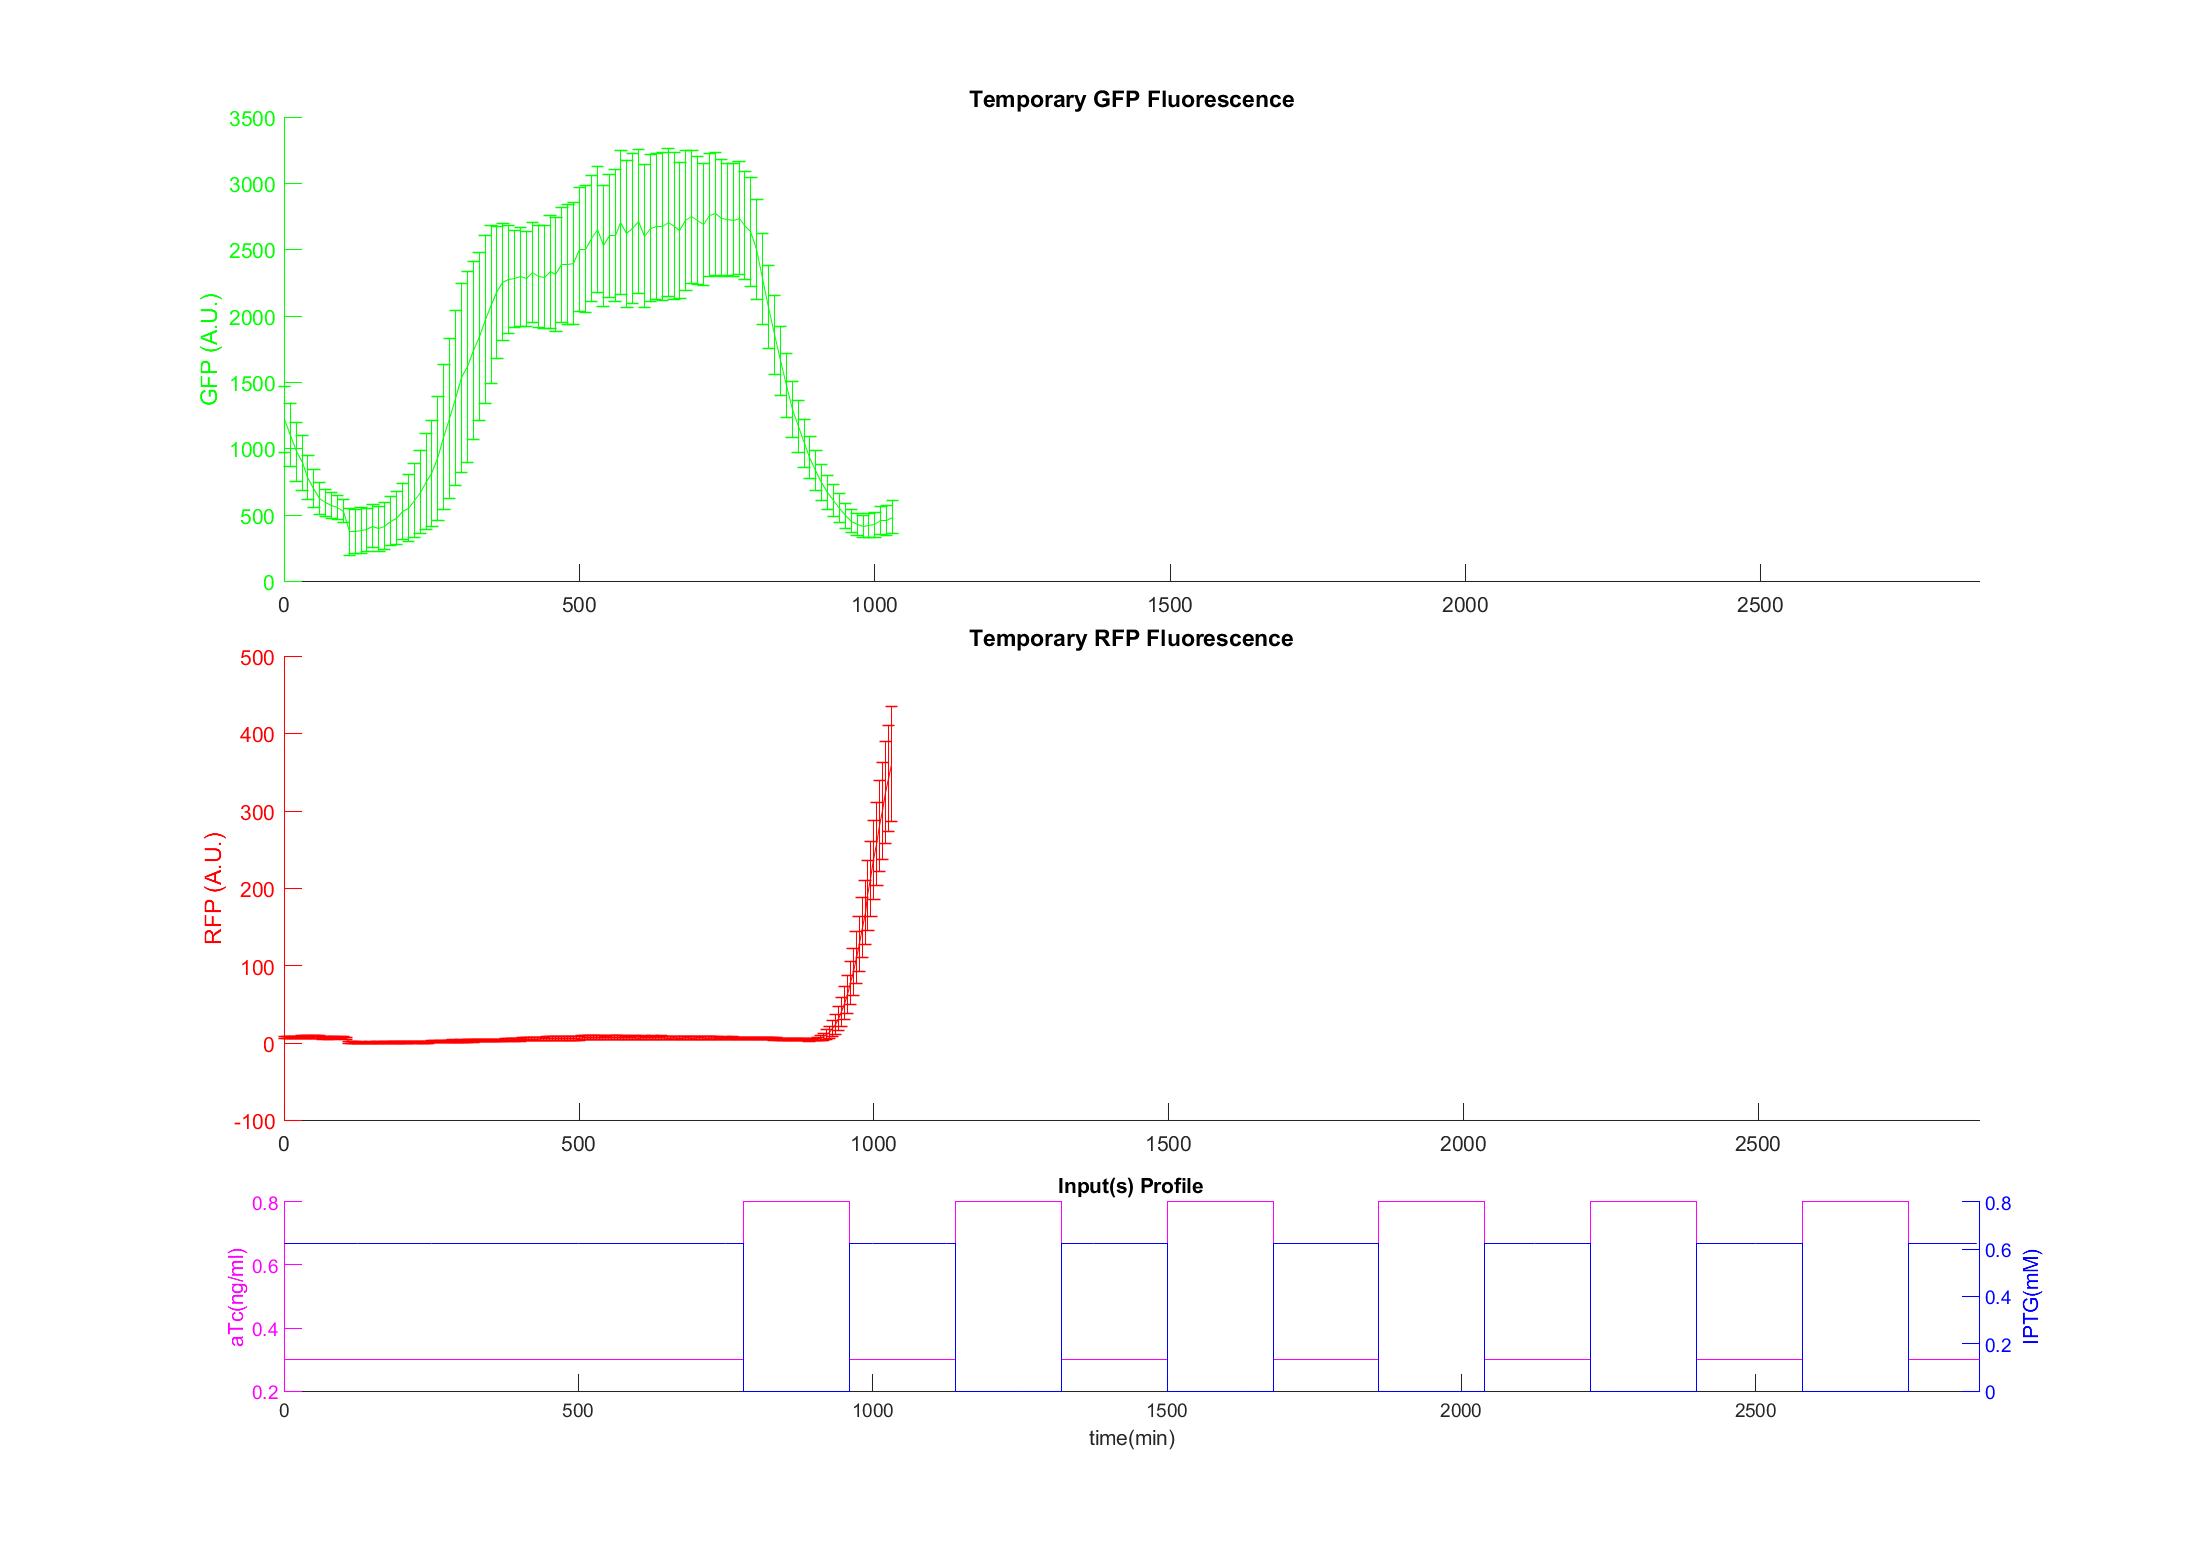 Temporary GFP Fluorescence
GFP (A.U.)
3500
3000
2500
2000
1500
1000
500
0
0 500 1000 1500 2000 2500
Temporary RFP Fluorescence
RFP (A.U.)
500
400
300
200
100
0
-100
0 500 1000 1500 2000 2500
Input(s) Profile
aTc(ng/ml)
0.8
0.6
0.4
0.2
0.8
0.6
0.4
0.2
0
IPTG(mM)
0 500 1000 1500 2000 2500
time(min)